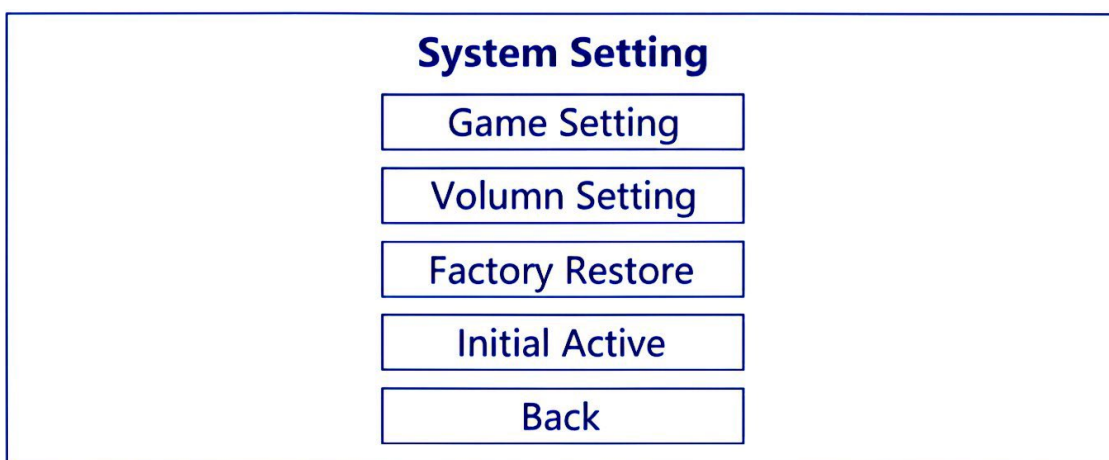 System Setting
Game Setting
Volumn Setting
Factory Restore
Initial Active
Back